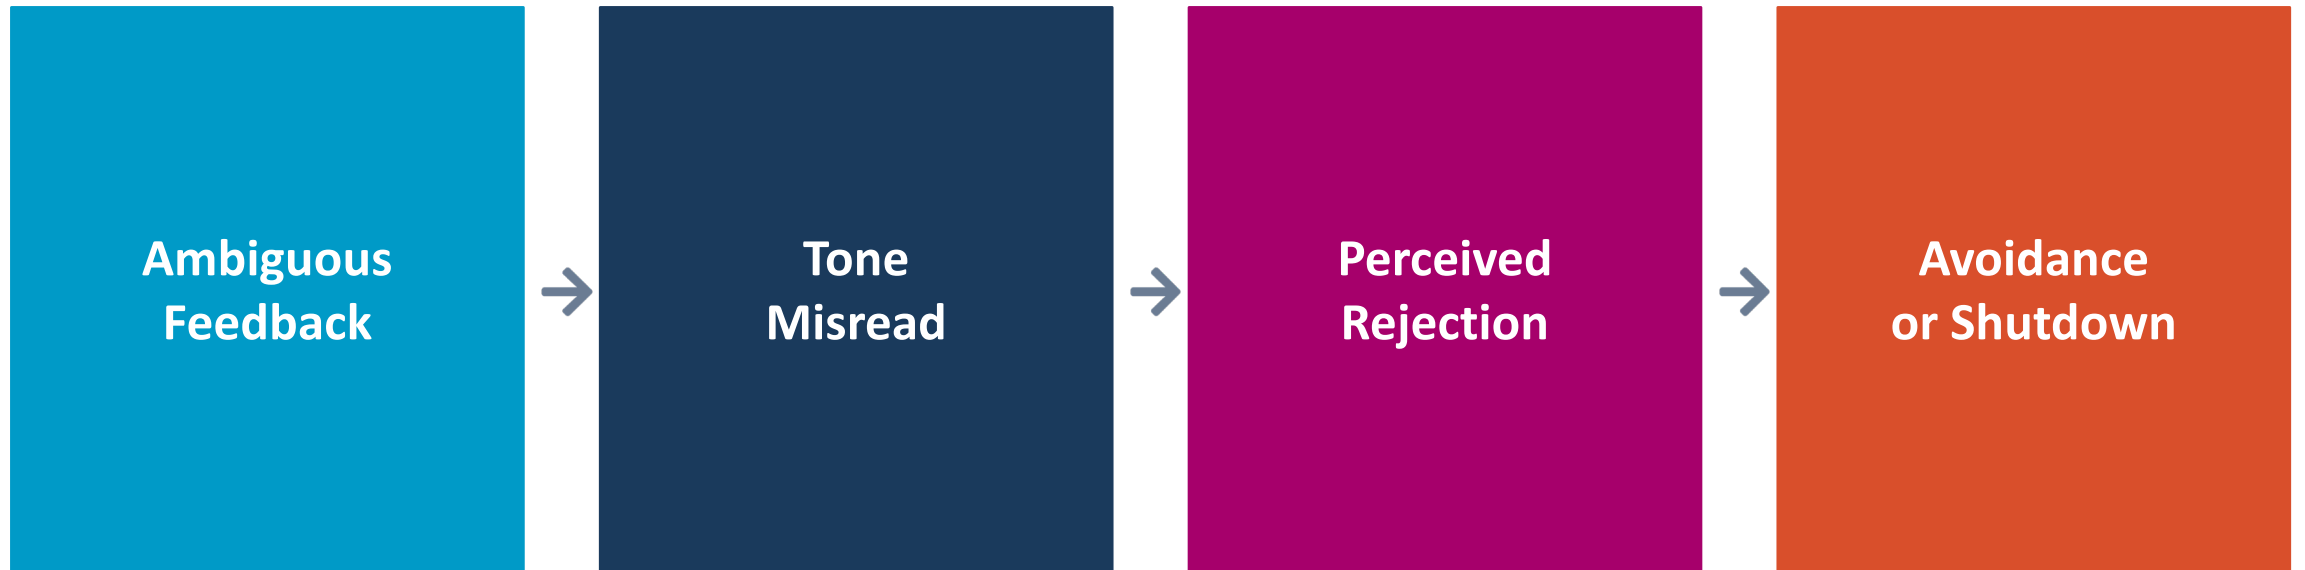 Ambiguous
Feedback
Tone
Misread
Perceived
Rejection
Avoidance
or Shutdown